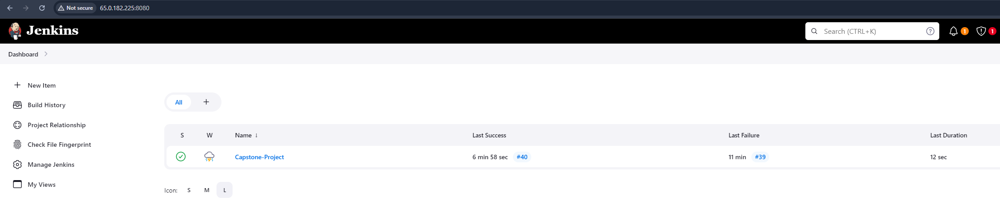 Not secure 65.0.182.225:8080
Jenkins Search (CTRL+K) ? 1 1
Dashboard
New Item
Build History
Project Relationship
Check File Fingerprint
Manage Jenkins
My Views
All +
S W Name ↓ Last Success Last Failure Last Duration
Capstone-Project 6 min 58 sec #40 11 min #39 12 sec
Icon: S M L